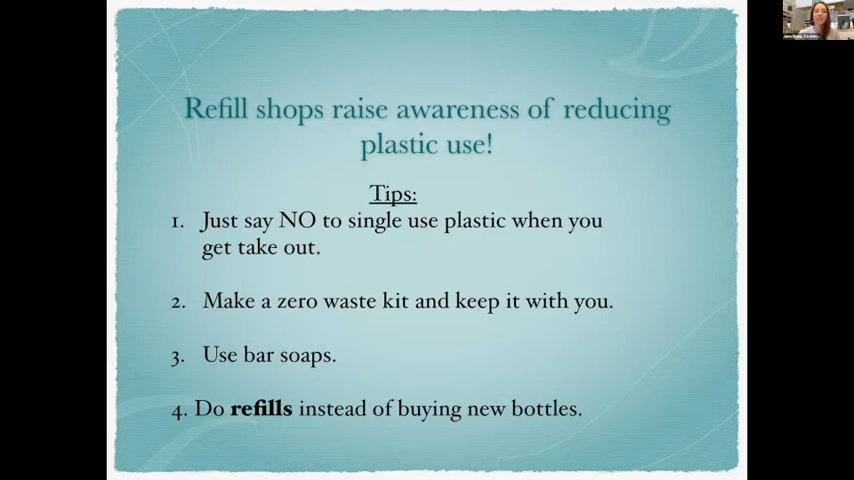 Refill shops raise awareness of reducing
plastic use!
Tips:
1. Just say NO to single use plastic when you
get take out.
2. Make a zero waste kit and keep it with you.
3. Use bar soaps.
4. Do refills instead of buying new bottles.